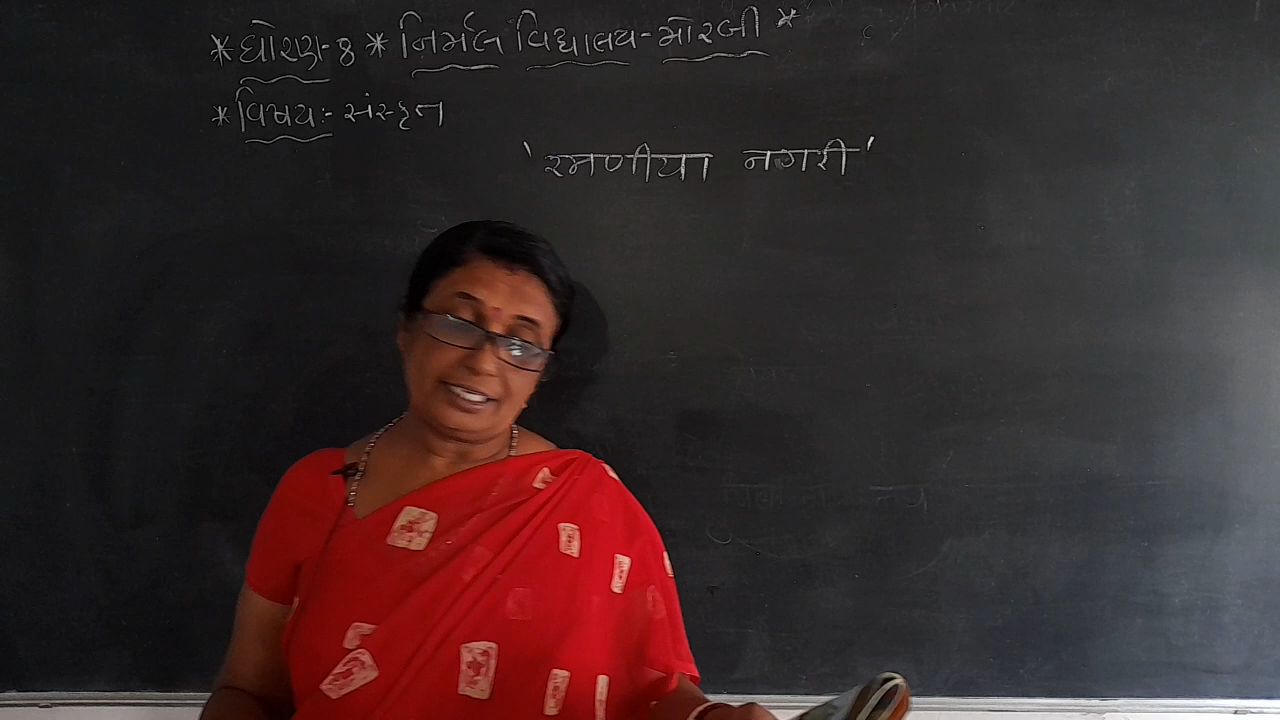 *ધોરણ-8 * નિર્મલ વિદ્યાલય-મોરબી *
*વિષય:- સંસ્કૃત
'रमणीया नगरी'